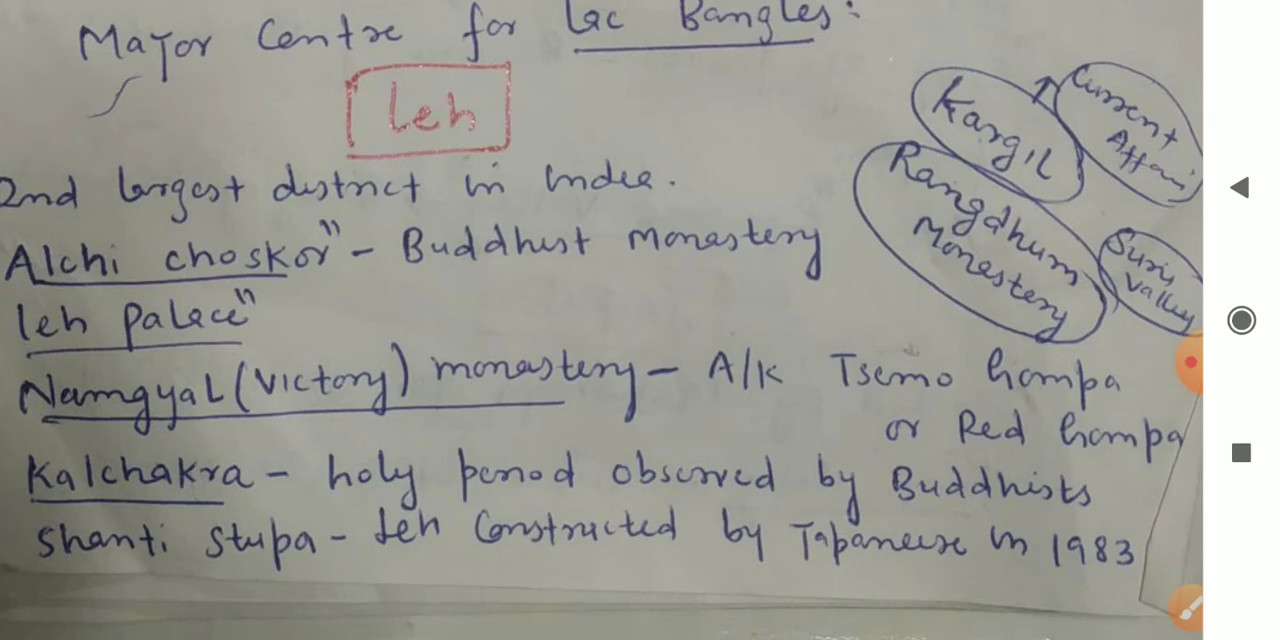 Major Centre for Lac Bangles:
Leh
2nd largest district in India.
Alchi choskor" - Buddhist monastery
Leh palace"
Namgyal (Victory) monastery - A/k Tsemo Gompa
or Red Gompa
Kalchakra - holy period observed by Buddhists
Shanti Stupa - Leh Constructed by Japanese in 1983
Current
Affairs
Kargil
Rangdhum
Monastery
Suru
Valley